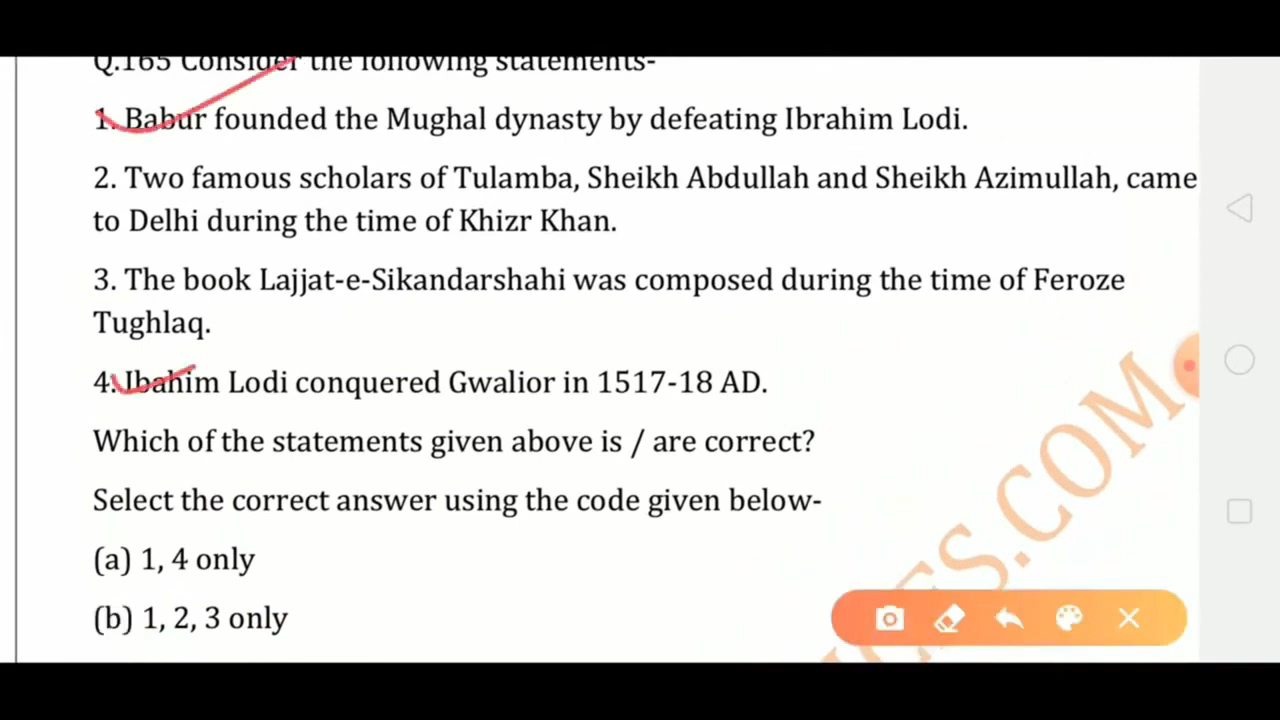 Q.165 Consider the following statements-
1. Babur founded the Mughal dynasty by defeating Ibrahim Lodi.
2. Two famous scholars of Tulamba, Sheikh Abdullah and Sheikh Azimullah, came
to Delhi during the time of Khizr Khan.
3. The book Lajjat-e-Sikandarshahi was composed during the time of Feroze
Tughlaq.
4. Ibahim Lodi conquered Gwalior in 1517-18 AD.
Which of the statements given above is / are correct?
Select the correct answer using the code given below-
(a) 1, 4 only
(b) 1, 2, 3 only